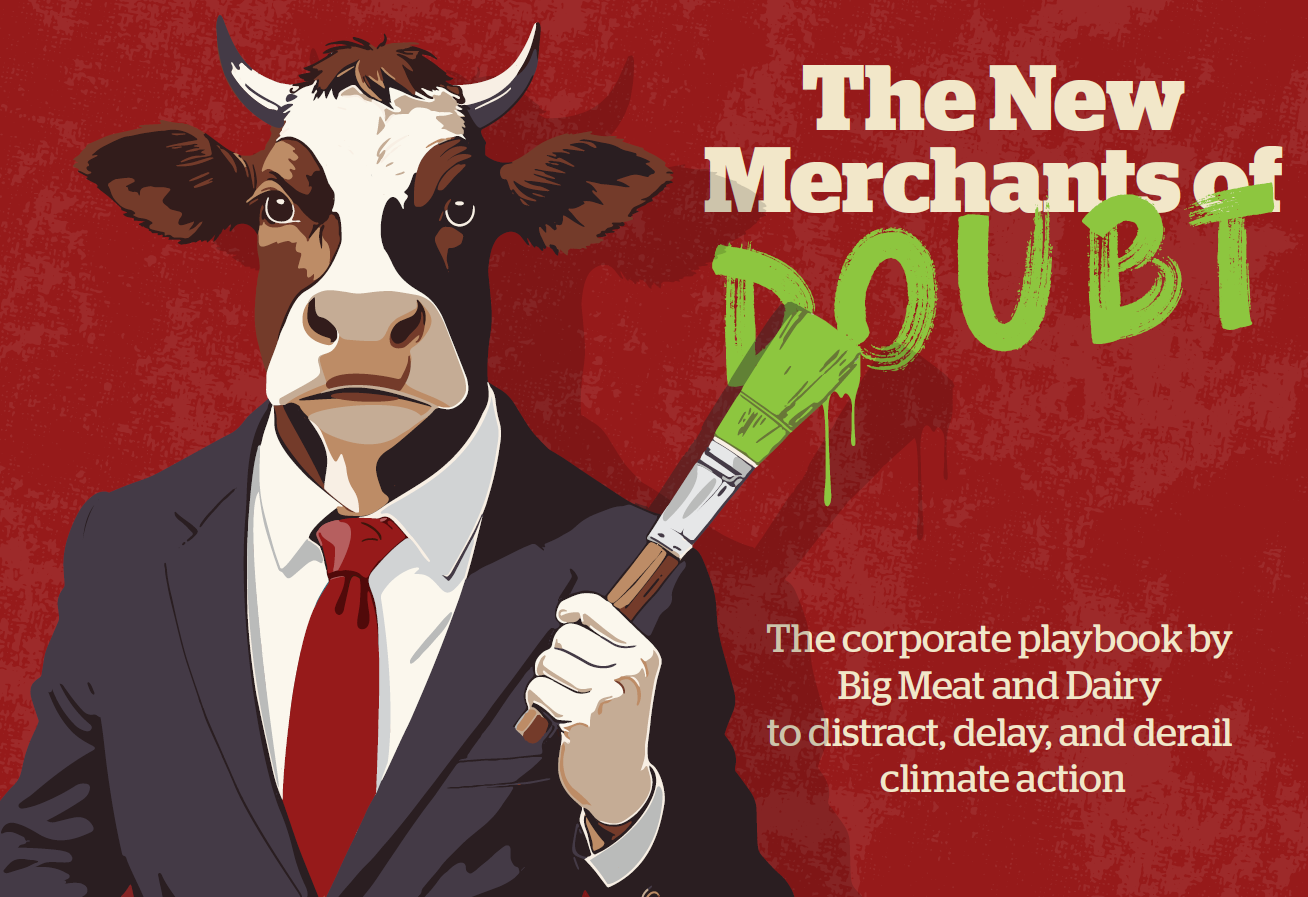 The New
Merchants of
DOUBT
The corporate playbook by
Big Meat and Dairy
to distract, delay, and derail
climate action